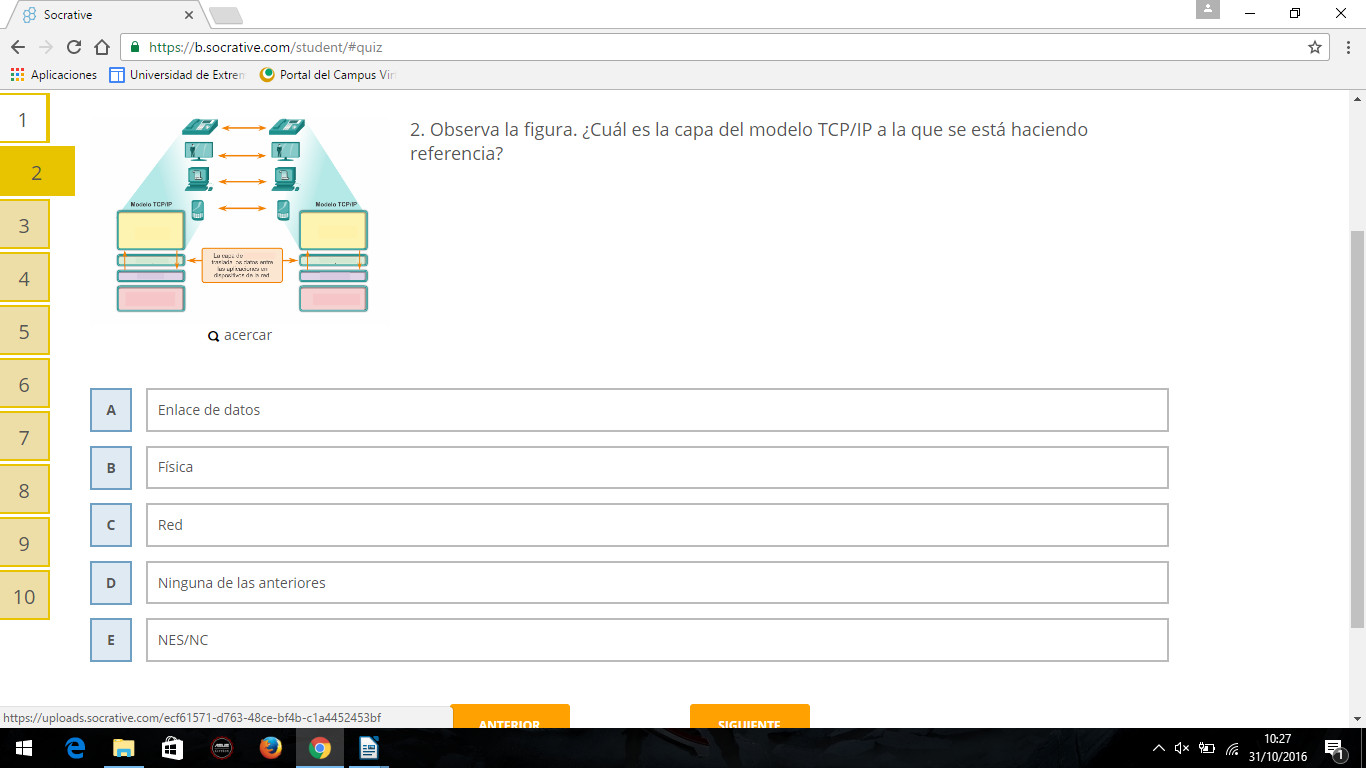 Socrative
https://b.socrative.com/student/#quiz
Aplicaciones
Universidad de Extrem
Portal del Campus Vir
1
2
3
4
5
6
7
8
9
10
2. Observa la figura. ¿Cuál es la capa del modelo TCP/IP a la que se está haciendo
referencia?
Modelo TCP/IP
Modelo TCP/IP
La capa de
traslada los datos entre
las aplicaciones en
dispositivos de la red
acercar
A
Enlace de datos
B
Física
C
Red
D
Ninguna de las anteriores
E
NES/NC
ANTERIOR
SIGUIENTE
https://uploads.socrative.com/ecf61571-d763-48ce-bf4b-c1a4452453bf
10:27
31/10/2016
1